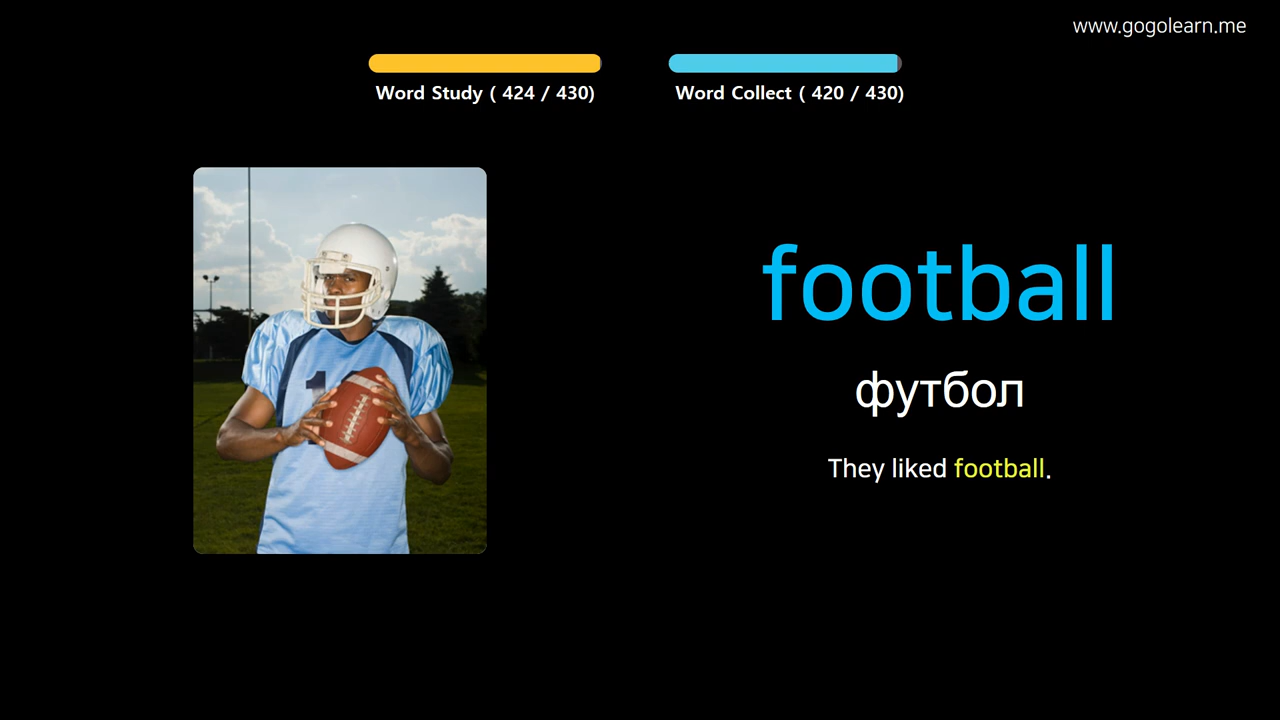 www.gogolearn.me
Word Study ( 424 / 430)
Word Collect ( 420 / 430)
football
футбол
They liked football.